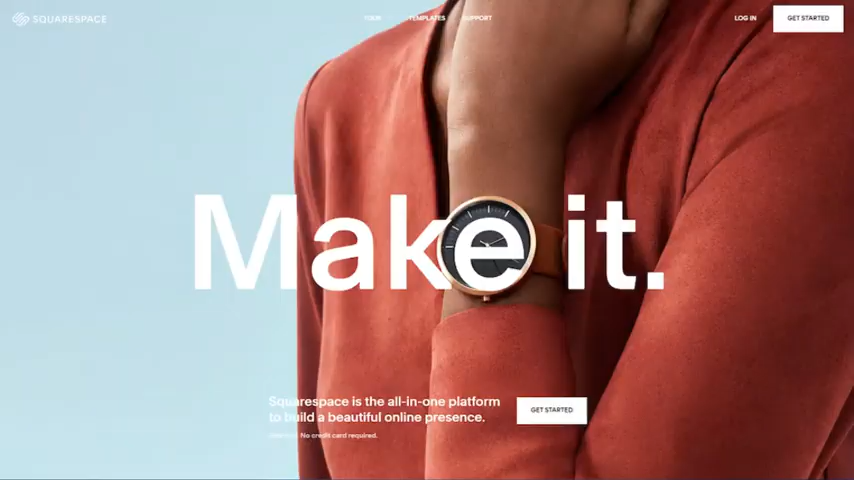 SQUARESPACE
TOUR TEMPLATES SUPPORT
LOG IN
GET STARTED
Make it.
Squarespace is the all-in-one platform
to build a beautiful online presence.
No credit card required.
GET STARTED